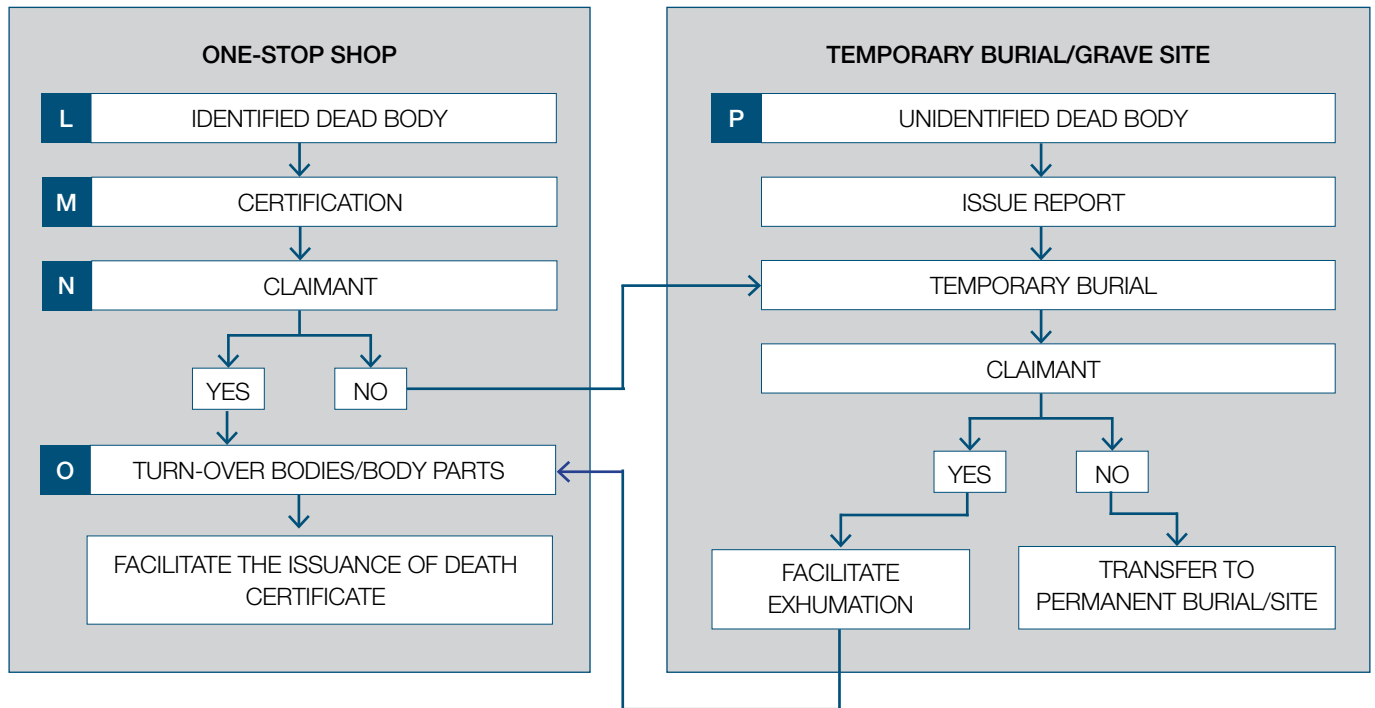 ONE-STOP SHOP
L
IDENTIFIED DEAD BODY
M
CERTIFICATION
N
CLAIMANT
YES
NO
O
TURN-OVER BODIES/BODY PARTS
FACILITATE THE ISSUANCE OF DEATH
CERTIFICATE
TEMPORARY BURIAL/GRAVE SITE
P
UNIDENTIFIED DEAD BODY
ISSUE REPORT
TEMPORARY BURIAL
CLAIMANT
YES
NO
FACILITATE
EXHUMATION
TRANSFER TO
PERMANENT BURIAL/SITE